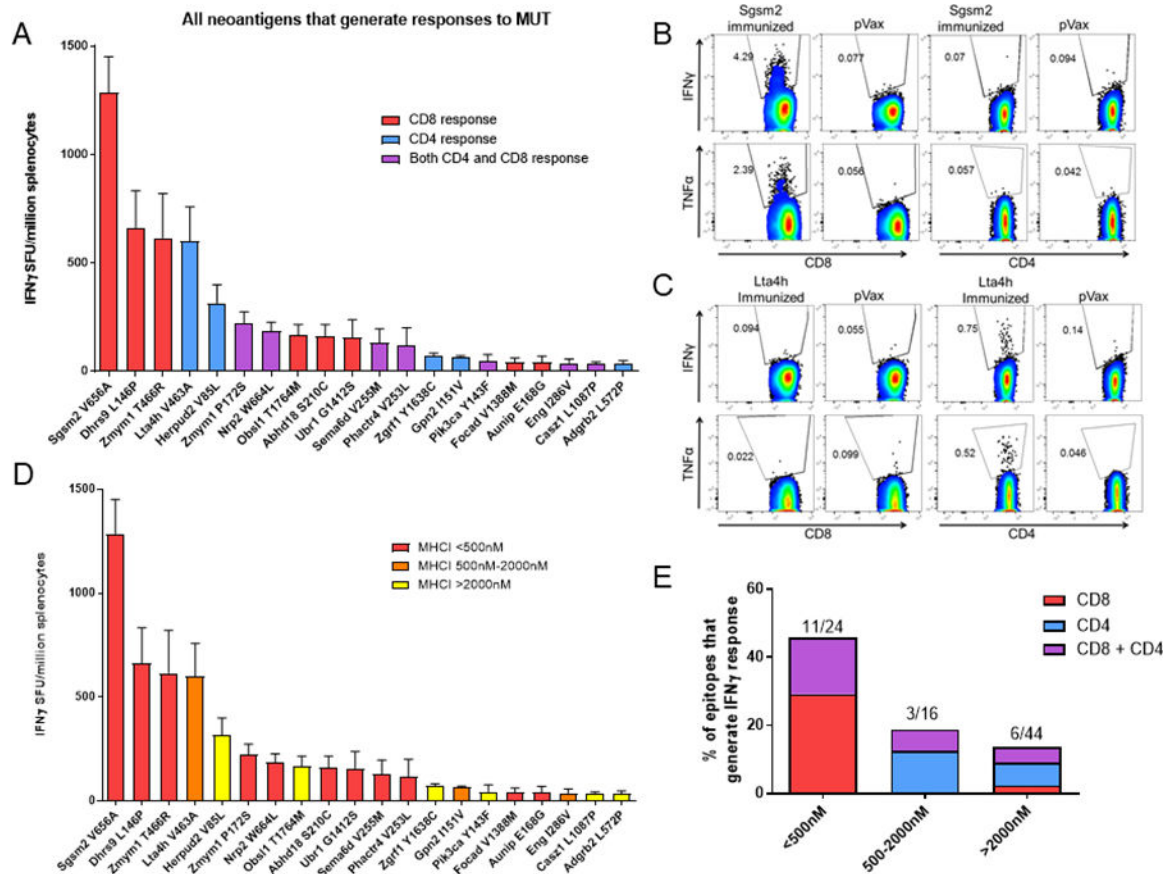 A
All neoantigens that generate responses to MUT
IFNγ SFU/million splenocytes
1500
1000
500
0
CD8 response
CD4 response
Both CD4 and CD8 response
Sgsm2 V656A
Dhrs9 L146P
Zmym1 T466R
Lta4h V463A
Herpud2 V85L
Zmym1 P172S
Nrp2 W664L
Obsl1 T1764M
Abhd18 S210C
Ubr1 G1412S
Sema6d V255M
Phactr4 V253L
Zgrf1 Y1638C
Gpn2 I151V
Pik3ca Y143F
Focad V1388M
Aunip E168G
Eng I286V
Casz1 L1087P
Adgrb2 L572P
B
Sgsm2 immunized
pVax
Sgsm2 immunized
pVax
IFNγ
4.29
0.077
0.07
0.094
TNFα
2.39
0.056
0.057
0.042
CD8
CD4
C
Lta4h Immunized
pVax
Lta4h Immunized
pVax
IFNγ
0.094
0.055
0.75
0.14
TNFα
0.022
0.099
0.52
0.046
CD8
CD4
D
IFNγ SFU/million splenocytes
1500
1000
500
0
MHCI <500nM
MHCI 500nM-2000nM
MHCI >2000nM
Sgsm2 V656A
Dhrs9 L146P
Zmym1 T466R
Lta4h V463A
Herpud2 V85L
Zmym1 P172S
Nrp2 W664L
Obsl1 T1764M
Abhd18 S210C
Ubr1 G1412S
Sema6d V255M
Phactr4 V253L
Zgrf1 Y1638C
Gpn2 I151V
Pik3ca Y143F
Focad V1388M
Aunip E168G
Eng I286V
Casz1 L1087P
Adgrb2 L572P
E
% of epitopes that
generate IFNγ response
60
40
20
0
11/24
3/16
6/44
CD8
CD4
CD8 + CD4
<500nM
500-2000nM
>2000nM